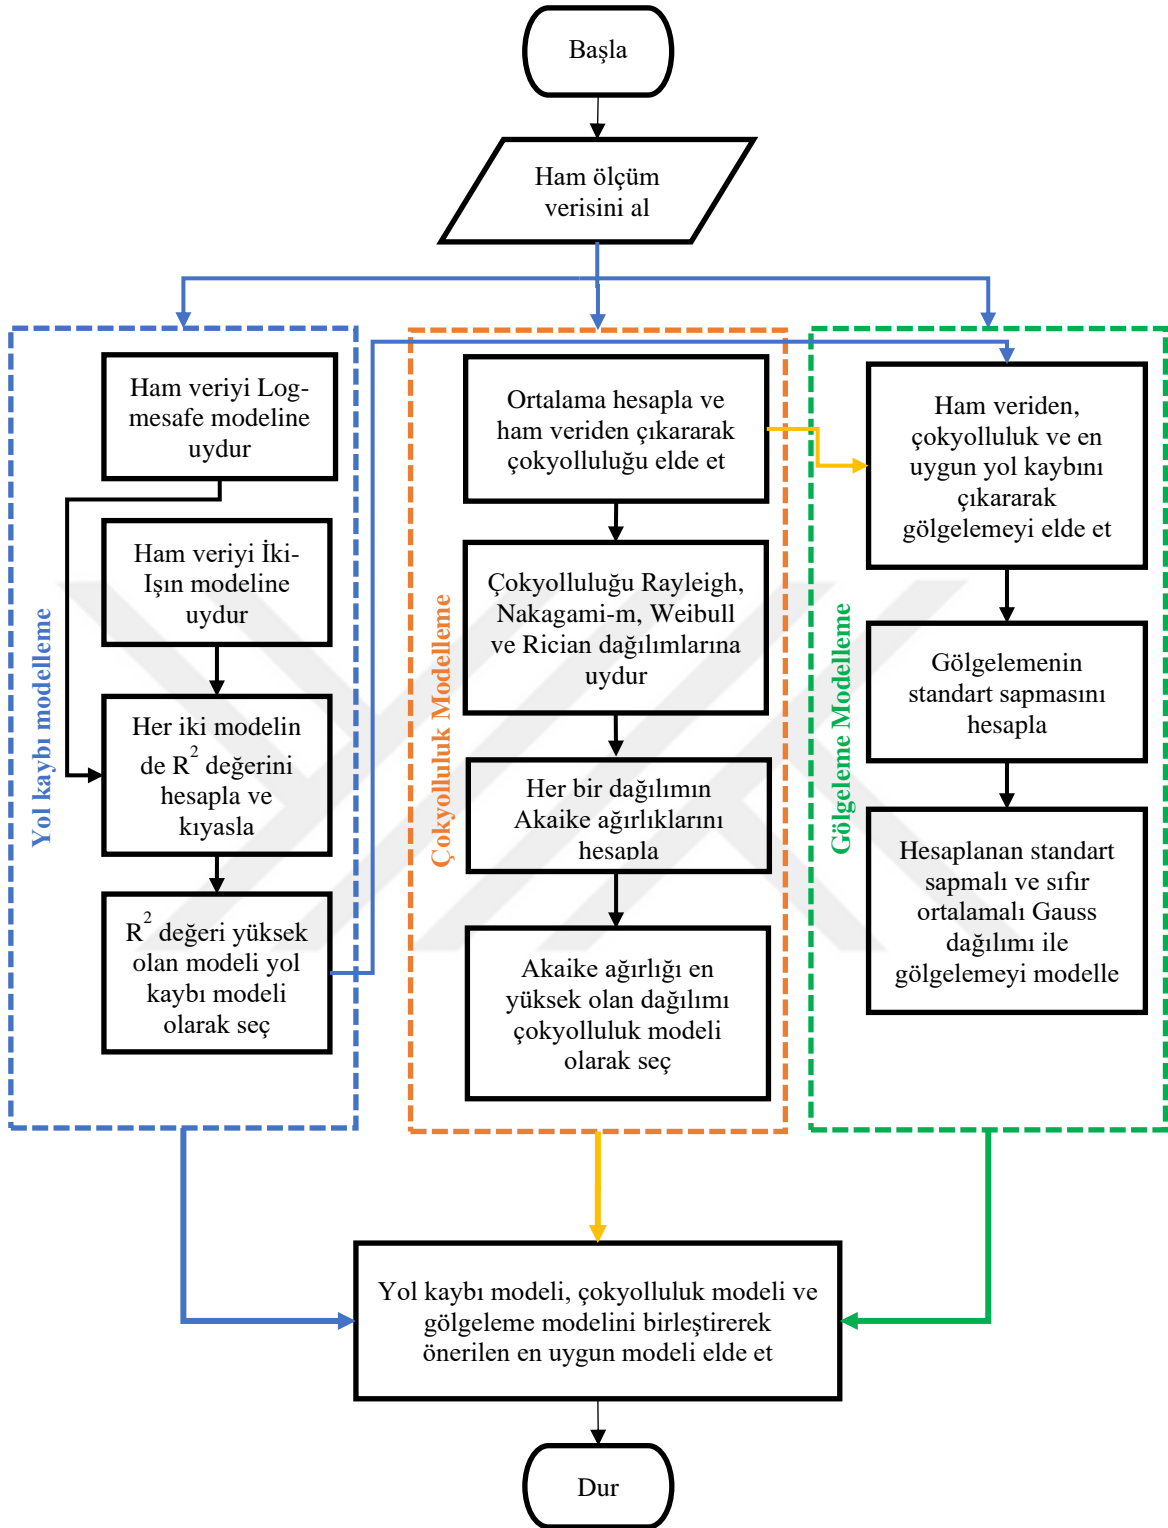 Başla
Ham ölçüm
verisini al
Yol kaybı modelleme
Ham veriyi Log-
mesafe modeline
uydur
Ham veriyi İki-
Işın modeline
uydur
Her iki modelin
de R² değerini
hesapla ve
kıyasla
R² değeri yüksek
olan modeli yol
kaybı modeli
olarak seç
Çokyolluluk Modelleme
Ortalama hesapla ve
ham veriden çıkararak
çokyolluluğu elde et
Çokyolluluğu Rayleigh,
Nakagami-m, Weibull
ve Rician dağılımlarına
uydur
Her bir dağılımın
Akaike ağırlıklarını
hesapla
Akaike ağırlığı en
yüksek olan dağılımı
çokyolluluk modeli
olarak seç
Gölgeleme Modelleme
Ham veriden,
çokyolluluk ve en
uygun yol kaybını
çıkararak
gölgelemeyi elde et
Gölgelemenin
standart sapmasını
hesapla
Hesaplanan standart
sapmalı ve sıfır
ortalamalı Gauss
dağılımı ile
gölgelemeyi modelle
Yol kaybı modeli, çokyolluluk modeli ve
gölgeleme modelini birleştirerek
önerilen en uygun modeli elde et
Dur